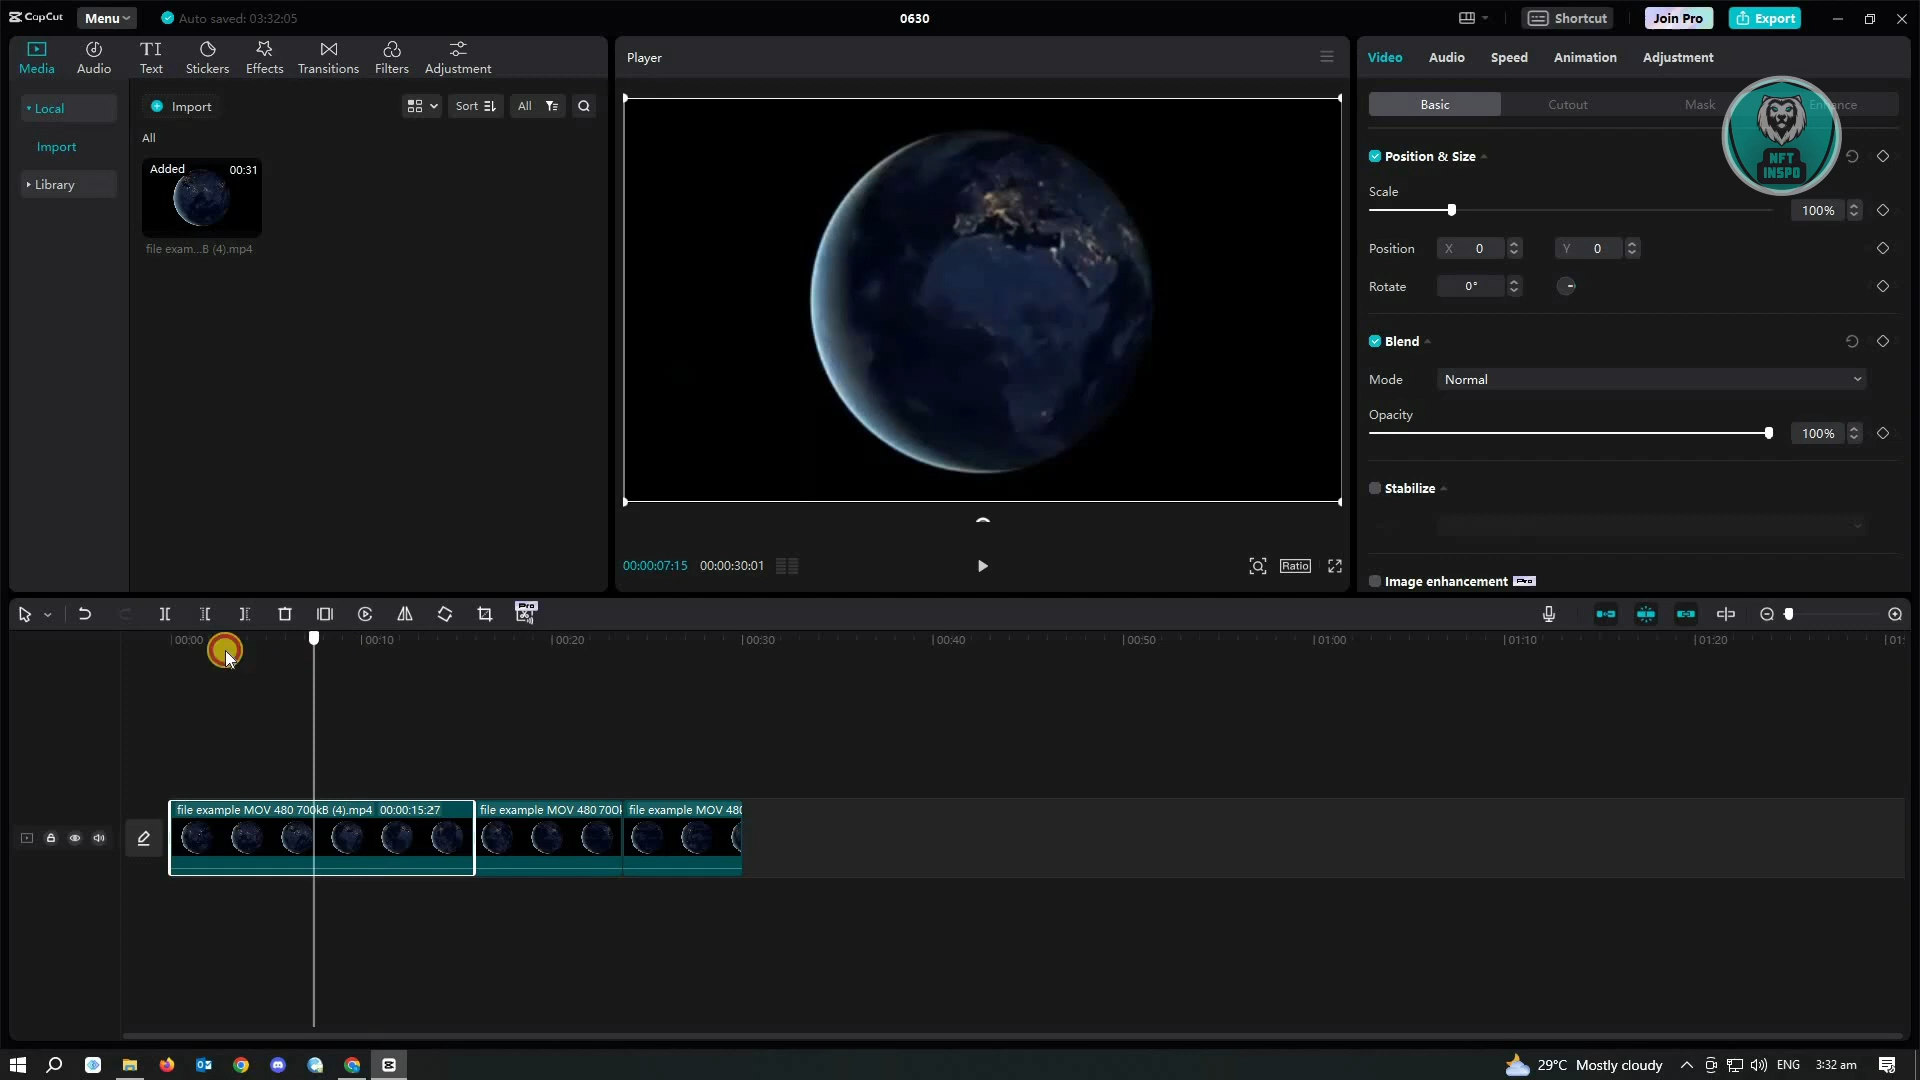 CapCut
Menu
Auto saved: 03:32:05
0630
Shortcut
Join Pro
Export
Media
Audio
Text
Stickers
Effects
Transitions
Filters
Adjustment
Local
Import
Library
Import
Sort
All
All
Added
00:31
file exam...B (4).mp4
Player
00:00:07:15
00:00:30:01
Ratio
Video
Audio
Speed
Animation
Adjustment
Basic
Cutout
Mask
Enhance
NFT
INSPO
Position & Size
Scale
100%
Position
X 0
Y 0
Rotate
0°
Blend
Mode
Normal
Opacity
100%
Stabilize
Image enhancement
Pro
Pro
00:00
00:10
00:20
00:30
00:40
00:50
01:00
01:10
01:20
01:
file example MOV 480 700kB (4).mp4 00:00:15:27
file example MOV 480 700k
file example MOV 480
29°C Mostly cloudy
ENG
3:32 am